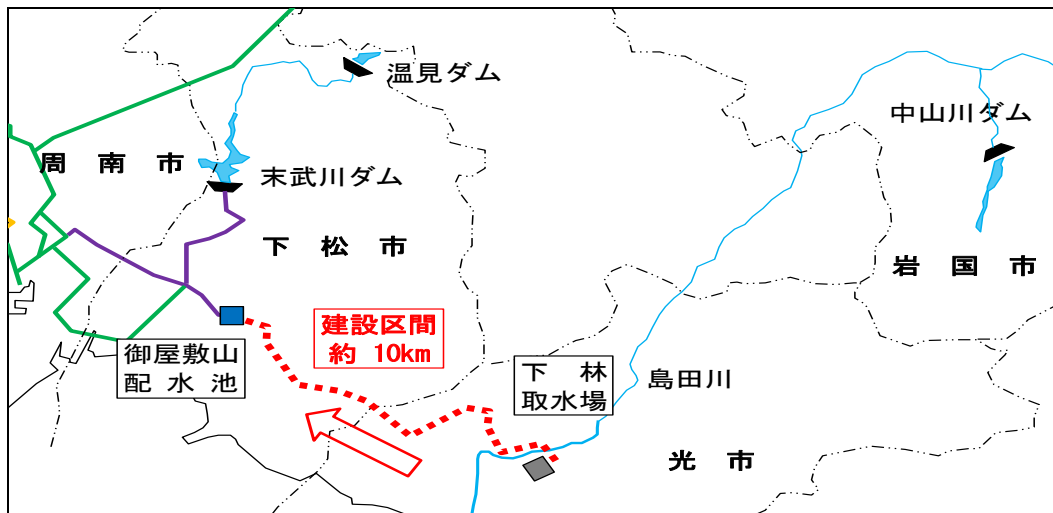 温見ダム
中山川ダム
周南市
末武川ダム
下松市
岩国市
建設区間
約 10km
御屋敷山
配水池
下林
取水場
島田川
光市